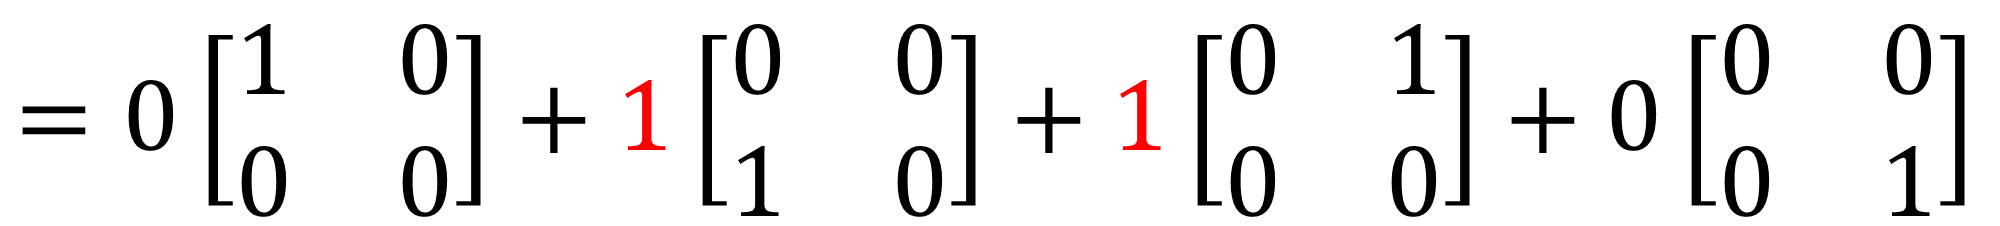 = 0 [1 0; 0 0] + 1 [0 0; 1 0] + 1 [0 1; 0 0] + 0 [0 0; 0 1]